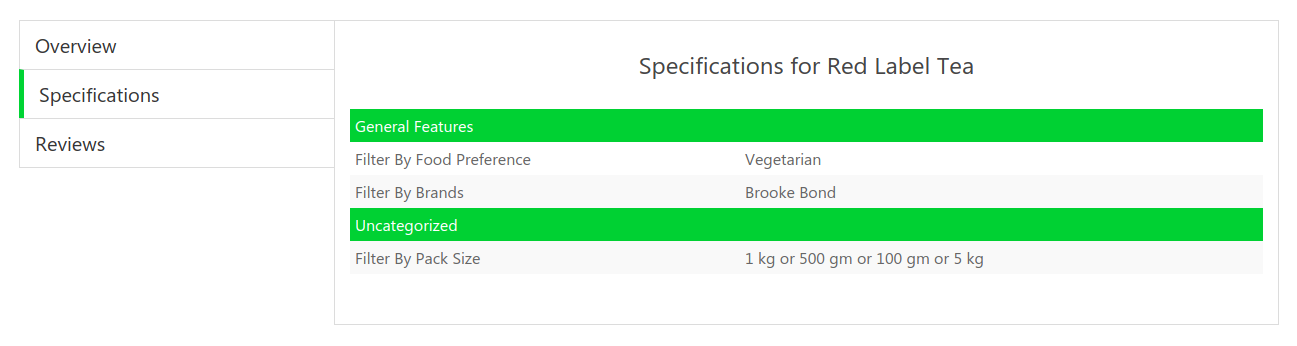 Overview
Specifications
Reviews
Specifications for Red Label Tea
General Features
Filter By Food Preference Vegetarian
Filter By Brands Brooke Bond
Uncategorized
Filter By Pack Size 1 kg or 500 gm or 100 gm or 5 kg